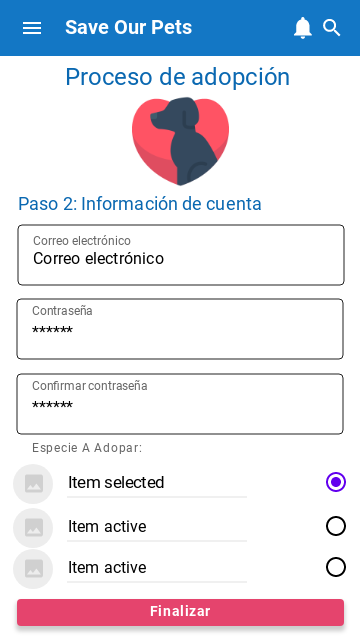 Save Our Pets
Proceso de adopción
Paso 2: Información de cuenta
Correo electrónico
Correo electrónico
Contraseña
******
Confirmar contraseña
******
Especie A Adopar:
Item selected
Item active
Item active
Finalizar